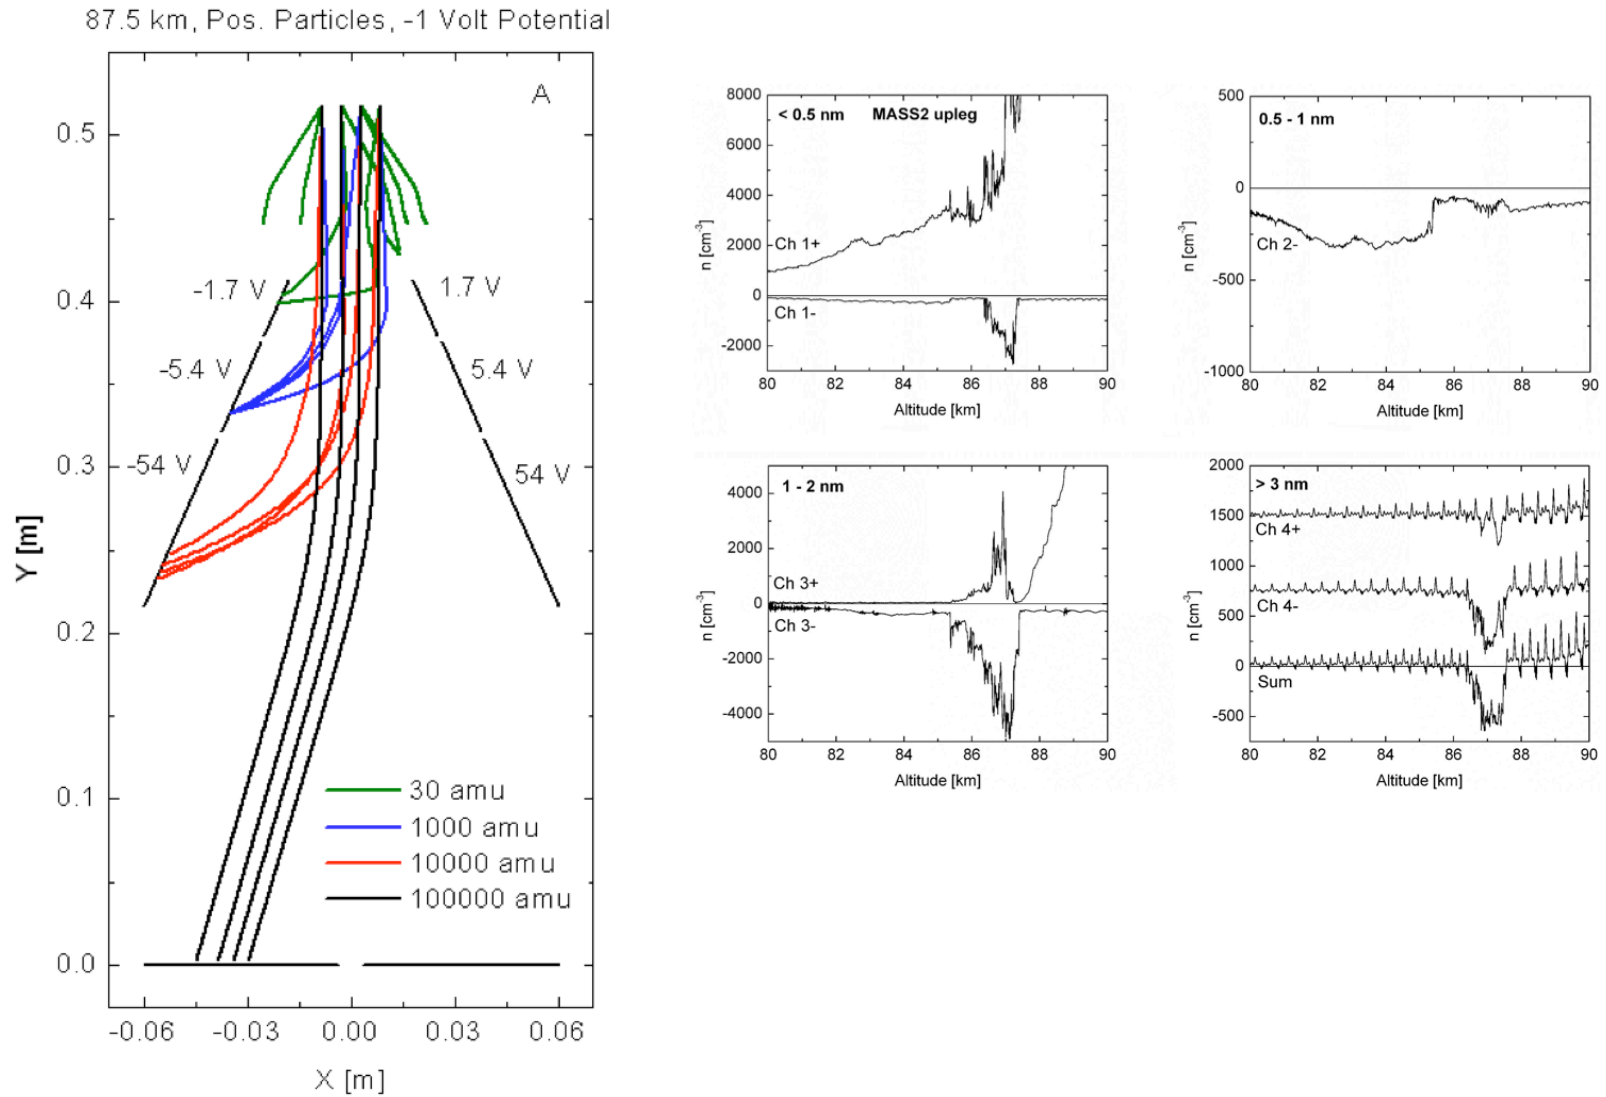 87.5 km, Pos. Particles, -1 Volt Potential
A
0.5
0.4
0.3
0.2
0.1
0.0
Y [m]
-1.7 V
1.7 V
-5.4 V
5.4 V
-54 V
54 V
30 amu
1000 amu
10000 amu
100000 amu
-0.06 -0.03 0.00 0.03 0.06
X [m]
< 0.5 nm MASS2 upleg
8000
6000
4000
2000
0
-2000
n [cm-3]
Ch 1+
Ch 1-
80 82 84 86 88 90
Altitude [km]
0.5 - 1 nm
500
0
-500
-1000
n [cm-3]
Ch 2-
80 82 84 86 88 90
Altitude [km]
1 - 2 nm
4000
2000
0
-2000
-4000
n [cm-3]
Ch 3+
Ch 3-
80 82 84 86 88 90
Altitude [km]
> 3 nm
2000
1500
1000
500
0
-500
n [cm-3]
Ch 4+
Ch 4-
Sum
80 82 84 86 88 90
Altitude [km]